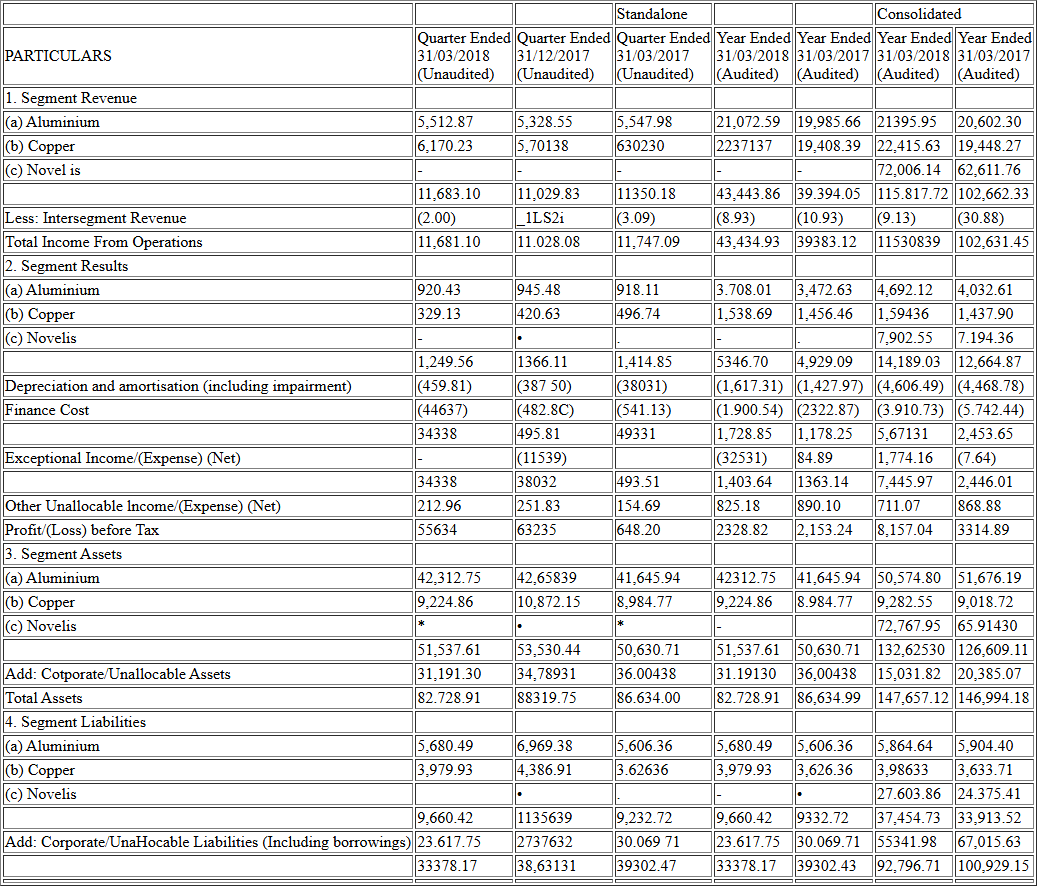 Standalone Consolidated
PARTICULARS Quarter Ended 31/03/2018 (Unaudited) Quarter Ended 31/12/2017 (Unaudited) Quarter Ended 31/03/2017 (Unaudited) Year Ended 31/03/2018 (Audited) Year Ended 31/03/2017 (Audited) Year Ended 31/03/2018 (Audited) Year Ended 31/03/2017 (Audited)
1. Segment Revenue
(a) Aluminium 5,512.87 5,328.55 5,547.98 21,072.59 19,985.66 21395.95 20,602.30
(b) Copper 6,170.23 5,70138 630230 2237137 19,408.39 22,415.63 19,448.27
(c) Novel is - - - - - 72,006.14 62,611.76
11,683.10 11,029.83 11350.18 43,443.86 39.394.05 115.817.72 102,662.33
Less: Intersegment Revenue (2.00) _1LS2i (3.09) (8.93) (10.93) (9.13) (30.88)
Total Income From Operations 11,681.10 11.028.08 11,747.09 43,434.93 39383.12 11530839 102,631.45
2. Segment Results
(a) Aluminium 920.43 945.48 918.11 3.708.01 3,472.63 4,692.12 4,032.61
(b) Copper 329.13 420.63 496.74 1,538.69 1,456.46 1,59436 1,437.90
(c) Novelis - • . - . 7,902.55 7.194.36
1,249.56 1366.11 1,414.85 5346.70 4,929.09 14,189.03 12,664.87
Depreciation and amortisation (including impairment) (459.81) (387 50) (38031) (1,617.31) (1,427.97) (4,606.49) (4,468.78)
Finance Cost (44637) (482.8C) (541.13) (1.900.54) (2322.87) (3.910.73) (5.742.44)
34338 495.81 49331 1,728.85 1,178.25 5,67131 2,453.65
Exceptional Income/(Expense) (Net) - (11539) (32531) 84.89 1,774.16 (7.64)
34338 38032 493.51 1,403.64 1363.14 7,445.97 2,446.01
Other Unallocable lncome/(Expense) (Net) 212.96 251.83 154.69 825.18 890.10 711.07 868.88
Profit/(Loss) before Tax 55634 63235 648.20 2328.82 2,153.24 8,157.04 3314.89
3. Segment Assets
(a) Aluminium 42,312.75 42,65839 41,645.94 42312.75 41,645.94 50,574.80 51,676.19
(b) Copper 9,224.86 10,872.15 8,984.77 9,224.86 8.984.77 9,282.55 9,018.72
(c) Novelis * • * - 72,767.95 65.91430
51,537.61 53,530.44 50,630.71 51,537.61 50,630.71 132,62530 126,609.11
Add: Cotporate/Unallocable Assets 31,191.30 34,78931 36.00438 31.19130 36,00438 15,031.82 20,385.07
Total Assets 82.728.91 88319.75 86.634.00 82.728.91 86,634.99 147,657.12 146,994.18
4. Segment Liabilities
(a) Aluminium 5,680.49 6,969.38 5,606.36 5,680.49 5,606.36 5,864.64 5,904.40
(b) Copper 3,979.93 4,386.91 3.62636 3,979.93 3,626.36 3,98633 3,633.71
(c) Novelis • . - • 27.603.86 24.375.41
9,660.42 1135639 9,232.72 9,660.42 9332.72 37,454.73 33,913.52
Add: Corporate/UnaHocable Liabilities (Including borrowings) 23.617.75 2737632 30.069 71 23.617.75 30.069.71 55341.98 67,015.63
33378.17 38,63131 39302.47 33378.17 39302.43 92,796.71 100,929.15